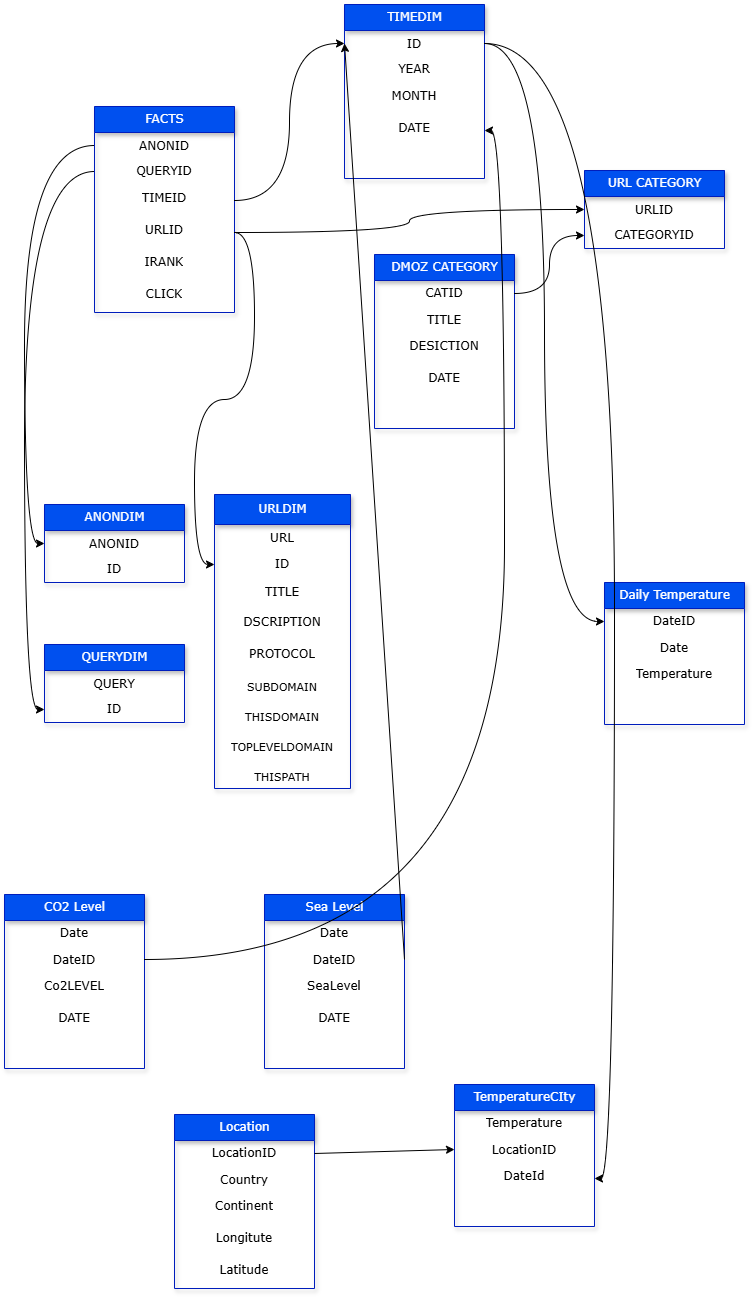 TIMEDIM
ID
YEAR
MONTH
DATE
FACTS
ANONID
QUERYID
TIMEID
URLID
IRANK
CLICK
URL CATEGORY
URLID
CATEGORYID
DMOZ CATEGORY
CATID
TITLE
DESICTION
DATE
ANONDIM
ANONID
ID
URLDIM
URL
ID
TITLE
DSCRIPTION
PROTOCOL
SUBDOMAIN
THISDOMAIN
TOPLEVELDOMAIN
THISPATH
Daily Temperature
DateID
Date
Temperature
QUERYDIM
QUERY
ID
CO2 Level
Date
DateID
Co2LEVEL
DATE
Sea Level
Date
DateID
SeaLevel
DATE
TemperatureCIty
Temperature
LocationID
DateId
Location
LocationID
Country
Continent
Longitute
Latitude